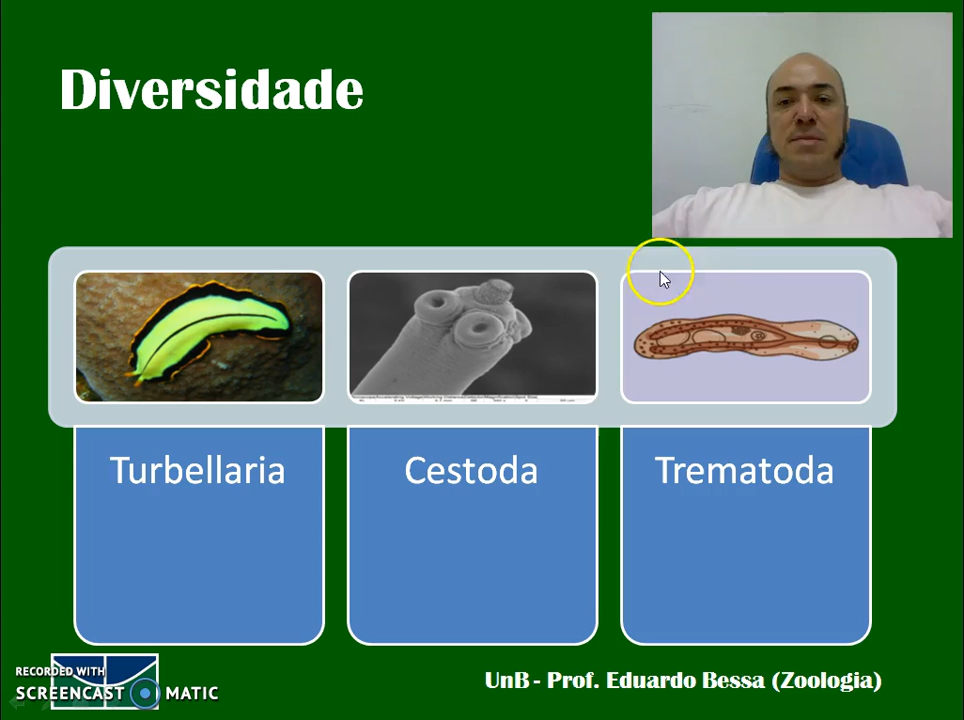 Diversidade
Turbellaria
Cestoda
Trematoda
RECORDED WITH
SCREENCAST MATIC
UnB - Prof. Eduardo Bessa (Zoologia)